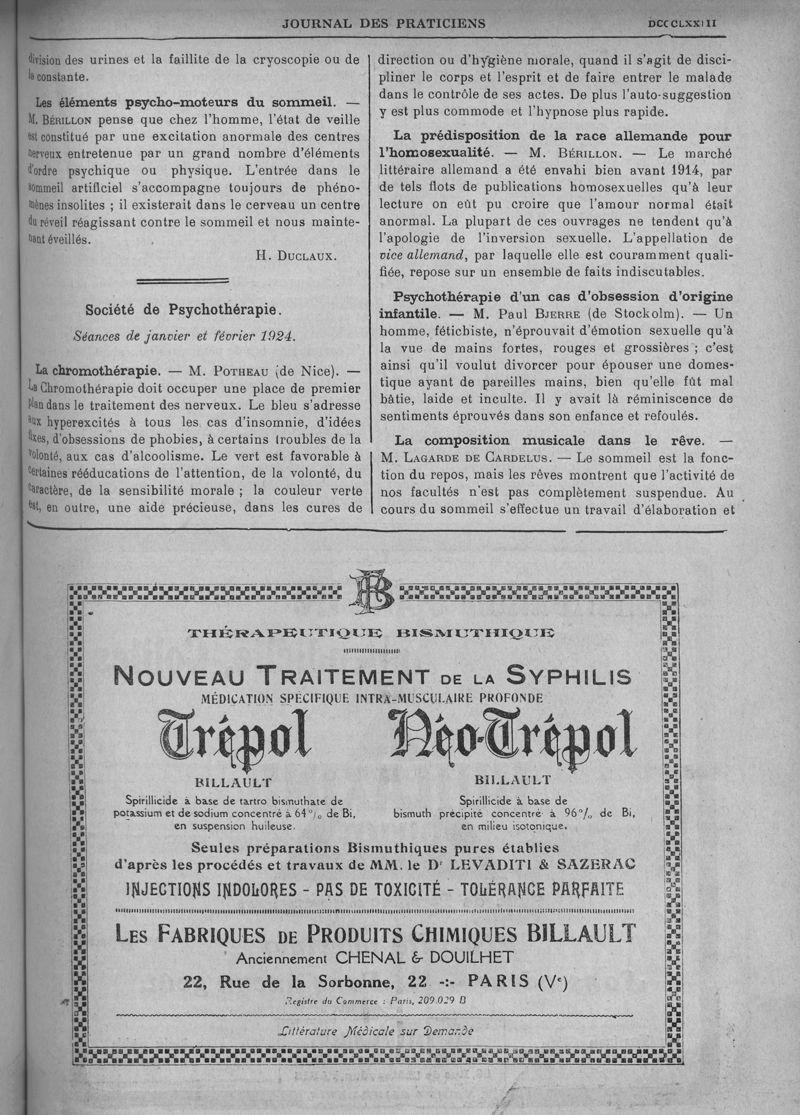 JOURNAL DES PRATICIENS
DCCCLXXIII
division des urines et la faillite de la cryoscopie ou de
la constante.
Les éléments psycho-moteurs du sommeil. —
M. BÉRILLON pense que chez l'homme, l'état de veille
est constitué par une excitation anormale des centres
nerveux entretenue par un grand nombre d'éléments
d'ordre psychique ou physique. L'entrée dans le
sommeil artificiel s'accompagne toujours de phéno-
mènes insolites ; il existerait dans le cerveau un centre
du réveil réagissant contre le sommeil et nous mainte-
nant éveillés.
H. DUCLAUX.
Société de Psychothérapie.
Séances de janvier et février 1924.
La chromothérapie. — M. POTHEAU (de Nice). —
La Chromothérapie doit occuper une place de premier
plan dans le traitement des nerveux. Le bleu s'adresse
aux hyperexcités à tous les cas d'insomnie, d'idées
fixes, d'obsessions de phobies, à certains troubles de la
volonté, aux cas d'alcoolisme. Le vert est favorable à
certaines rééducations de l'attention, de la volonté, du
caractère, de la sensibilité morale ; la couleur verte
est, en outre, une aide précieuse, dans les cures de
direction ou d'hygiène morale, quand il s'agit de disci-
pliner le corps et l'esprit et de faire entrer le malade
dans le contrôle de ses actes. De plus l'auto-suggestion
y est plus commode et l'hypnose plus rapide.
La prédisposition de la race allemande pour
l'homosexualité. — M. BÉRILLON. — Le marché
littéraire allemand a été envahi bien avant 1914, par
de tels flots de publications homosexuelles qu'à leur
lecture on eût pu croire que l'amour normal était
anormal. La plupart de ces ouvrages ne tendent qu'à
l'apologie de l'inversion sexuelle. L'appellation de
vice allemand, par laquelle elle est couramment quali-
fiée, repose sur un ensemble de faits indiscutables.
Psychothérapie d'un cas d'obsession d'origine
infantile. — M. Paul BJERRE (de Stockolm). — Un
homme, fétichiste, n'éprouvait d'émotion sexuelle qu'à
la vue de mains fortes, rouges et grossières ; c'est
ainsi qu'il voulut divorcer pour épouser une domes-
tique ayant de pareilles mains, bien qu'elle fût mal
bâtie, laide et inculte. Il y avait là réminiscence de
sentiments éprouvés dans son enfance et refoulés.
La composition musicale dans le rêve. —
M. LAGARDE DE CARDELUS. — Le sommeil est la fonc-
tion du repos, mais les rêves montrent que l'activité de
nos facultés n'est pas complètement suspendue. Au
cours du sommeil s'effectue un travail d'élaboration et
THÉRAPEUTIQUE BISMUTHIQUE
NOUVEAU TRAITEMENT DE LA SYPHILIS
MÉDICATION SPÉCIFIQUE INTRA-MUSCULAIRE PROFONDE
Trépol
BILLAULT
Spirillicide à base de tartro bismuthate de
potassium et de sodium concentré à 64 % de Bi,
en suspension huileuse.
Néo-Trépol
BILLAULT
Spirillicide à base de
bismuth précipité concentré à 96 % de Bi,
en milieu isotonique.
Seules préparations Bismuthiques pures établies
d'après les procédés et travaux de MM. le Dr LEVADITI & SAZERAC
INJECTIONS INDOLORES - PAS DE TOXICITÉ - TOLÉRANCE PARFAITE
LES FABRIQUES DE PRODUITS CHIMIQUES BILLAULT
Anciennement CHENAL & DOUILHET
22, Rue de la Sorbonne, 22 -:- PARIS (Ve)
Registre du Commerce : Paris, 209.029 B
Littérature Médicale sur Demande